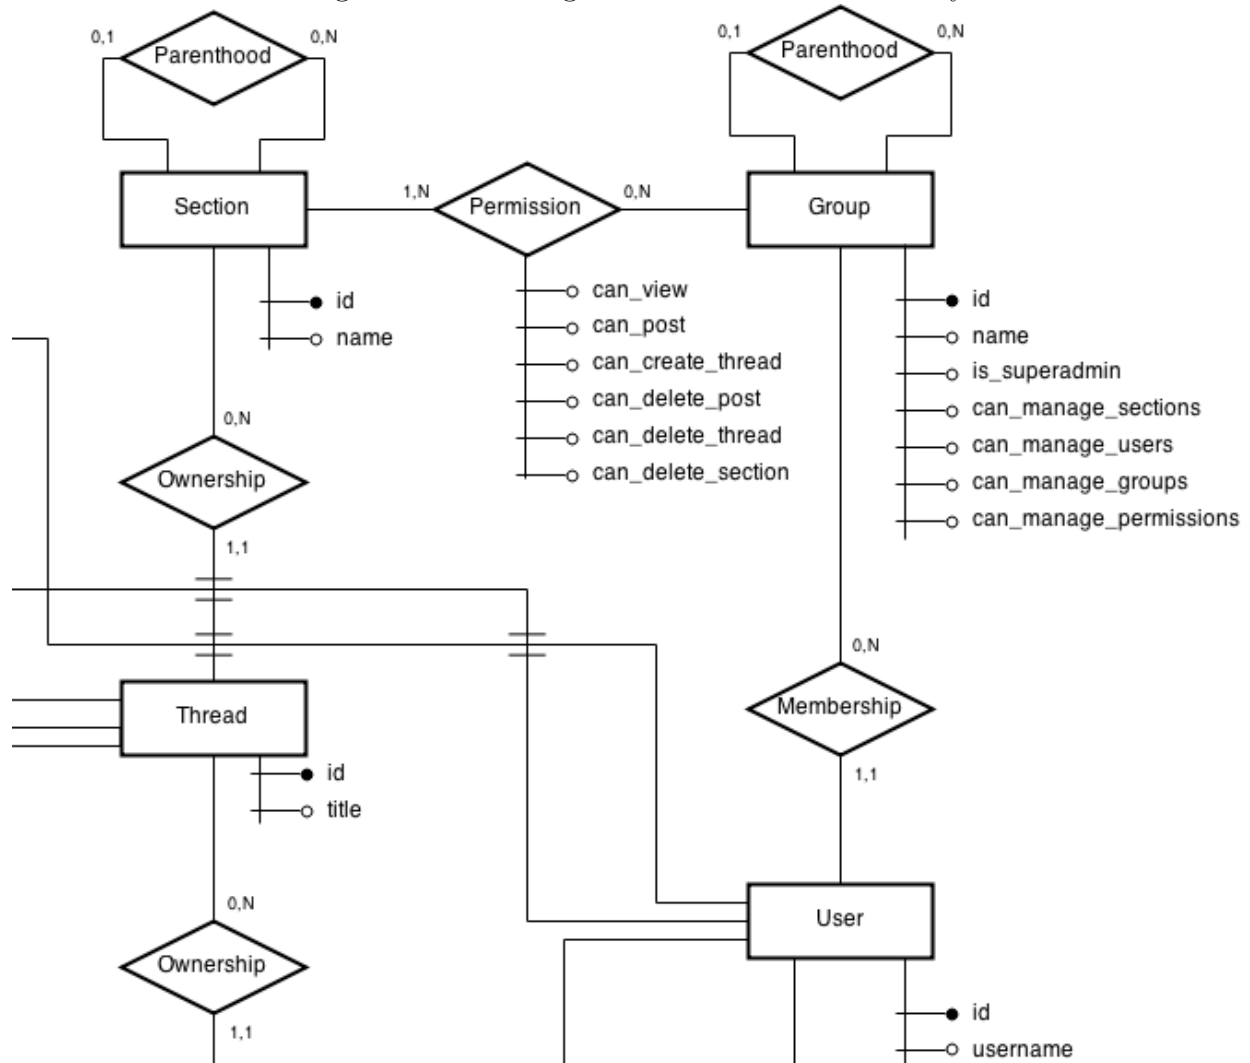 0,1
Parenthood
0,N
0,1
Parenthood
0,N
Section
1,N
Permission
0,N
Group
id
name
can_view
can_post
can_create_thread
can_delete_post
can_delete_thread
can_delete_section
id
name
is_superadmin
can_manage_sections
can_manage_users
can_manage_groups
can_manage_permissions
0,N
Ownership
1,1
0,N
Membership
1,1
Thread
id
title
0,N
Ownership
1,1
User
id
username